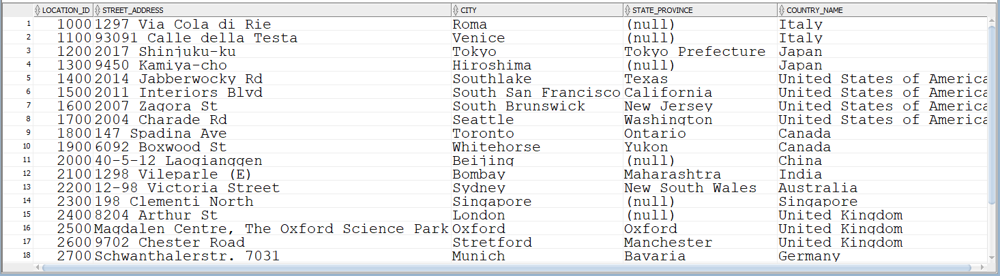 LOCATION_ID STREET_ADDRESS CITY STATE_PROVINCE COUNTRY_NAME
1 1000 1297 Via Cola di Rie Roma (null) Italy
2 1100 93091 Calle della Testa Venice (null) Italy
3 1200 2017 Shinjuku-ku Tokyo Tokyo Prefecture Japan
4 1300 9450 Kamiya-cho Hiroshima (null) Japan
5 1400 2014 Jabberwocky Rd Southlake Texas United States of America
6 1500 2011 Interiors Blvd South San Francisco California United States of America
7 1600 2007 Zagora St South Brunswick New Jersey United States of America
8 1700 2004 Charade Rd Seattle Washington United States of America
9 1800 147 Spadina Ave Toronto Ontario Canada
10 1900 6092 Boxwood St Whitehorse Yukon Canada
11 2000 40-5-12 Laogianggen Beijing (null) China
12 2100 1298 Vileparle (E) Bombay Maharashtra India
13 2200 12-98 Victoria Street Sydney New South Wales Australia
14 2300 198 Clementi North Singapore (null) Singapore
15 2400 8204 Arthur St London (null) United Kingdom
16 2500 Magdalen Centre, The Oxford Science Park Oxford Oxford United Kingdom
17 2600 9702 Chester Road Stretford Manchester United Kingdom
18 2700 Schwanthalerstr. 7031 Munich Bavaria Germany